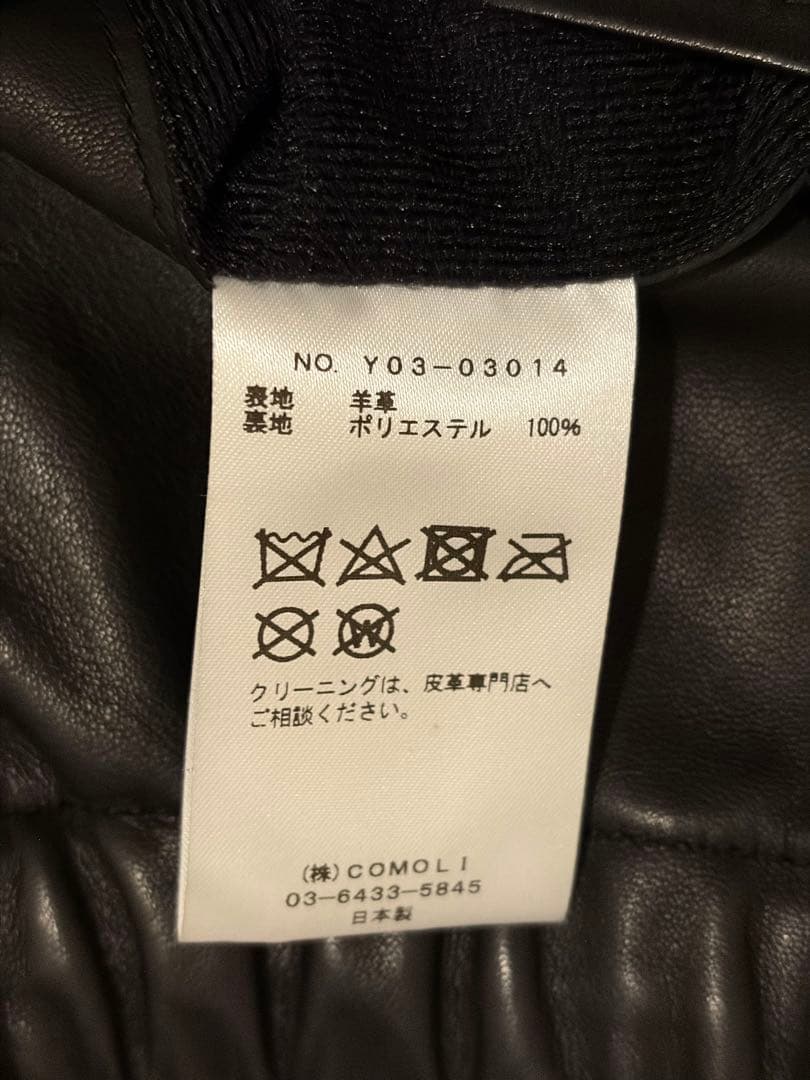 NO. Y03-03014
表地 羊革
裏地 ポリエステル 100%
W
クリーニングは、皮革専門店へ
ご相談ください。
(株)COMOLI
03-6433-5845
日本製